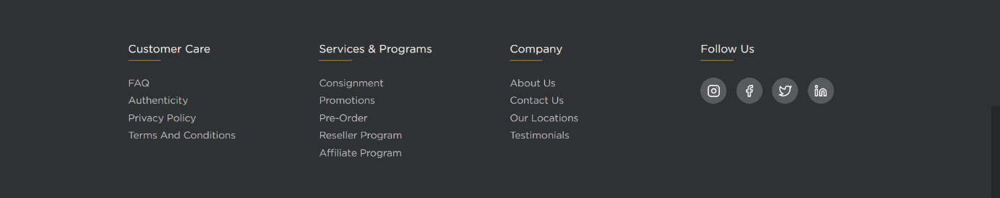 Customer Care
FAQ
Authenticity
Privacy Policy
Terms And Conditions
Services & Programs
Consignment
Promotions
Pre-Order
Reseller Program
Affiliate Program
Company
About Us
Contact Us
Our Locations
Testimonials
Follow Us